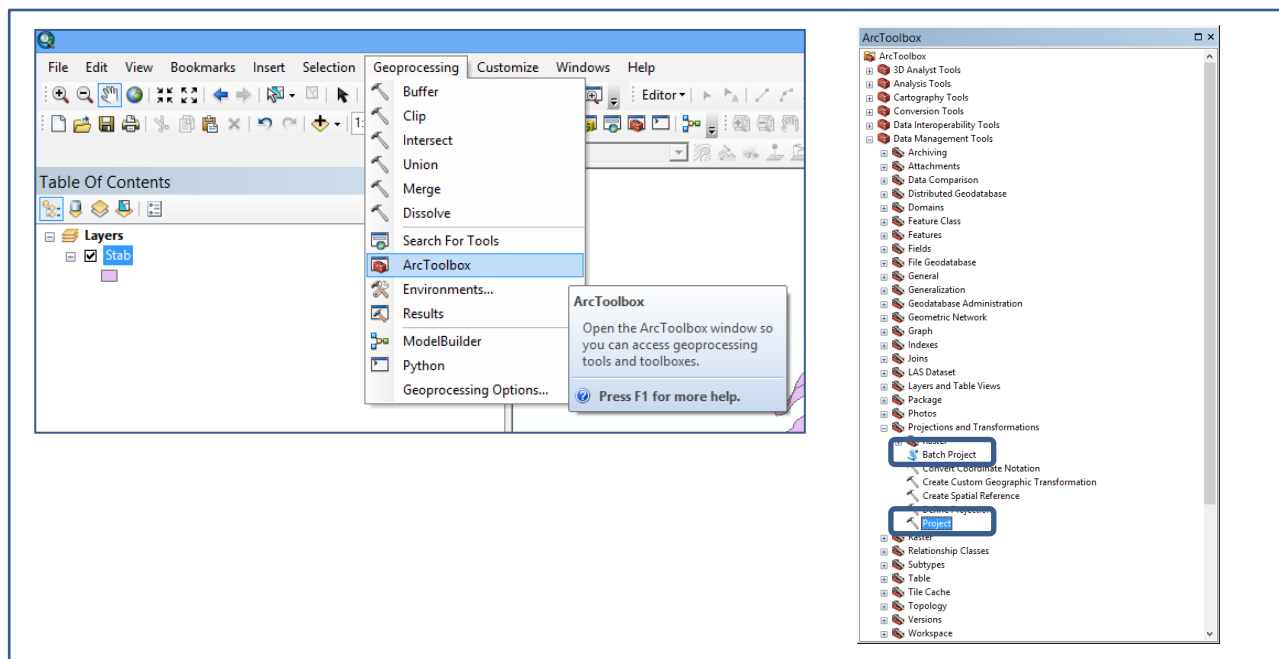 File Edit View Bookmarks Insert Selection Geoprocessing Customize Windows Help
Editor
1:
Table Of Contents
Layers
Stab
Buffer
Clip
Intersect
Union
Merge
Dissolve
Search For Tools
ArcToolbox
Environments...
Results
ModelBuilder
Python
Geoprocessing Options...
ArcToolbox
Open the ArcToolbox window so
you can access geoprocessing
tools and toolboxes.
Press F1 for more help.
ArcToolbox
ArcToolbox
3D Analyst Tools
Analysis Tools
Cartography Tools
Conversion Tools
Data Interoperability Tools
Data Management Tools
Archiving
Attachments
Data Comparison
Distributed Geodatabase
Domains
Feature Class
Features
Fields
File Geodatabase
General
Generalization
Geodatabase Administration
Geometric Network
Graph
Indexes
Joins
LAS Dataset
Layers and Table Views
Package
Photos
Projections and Transformations
Raster
Batch Project
Convert Coordinate Notation
Create Custom Geographic Transformation
Create Spatial Reference
Define Projection
Project
Raster
Relationship Classes
Subtypes
Table
Tile Cache
Topology
Versions
Workspace